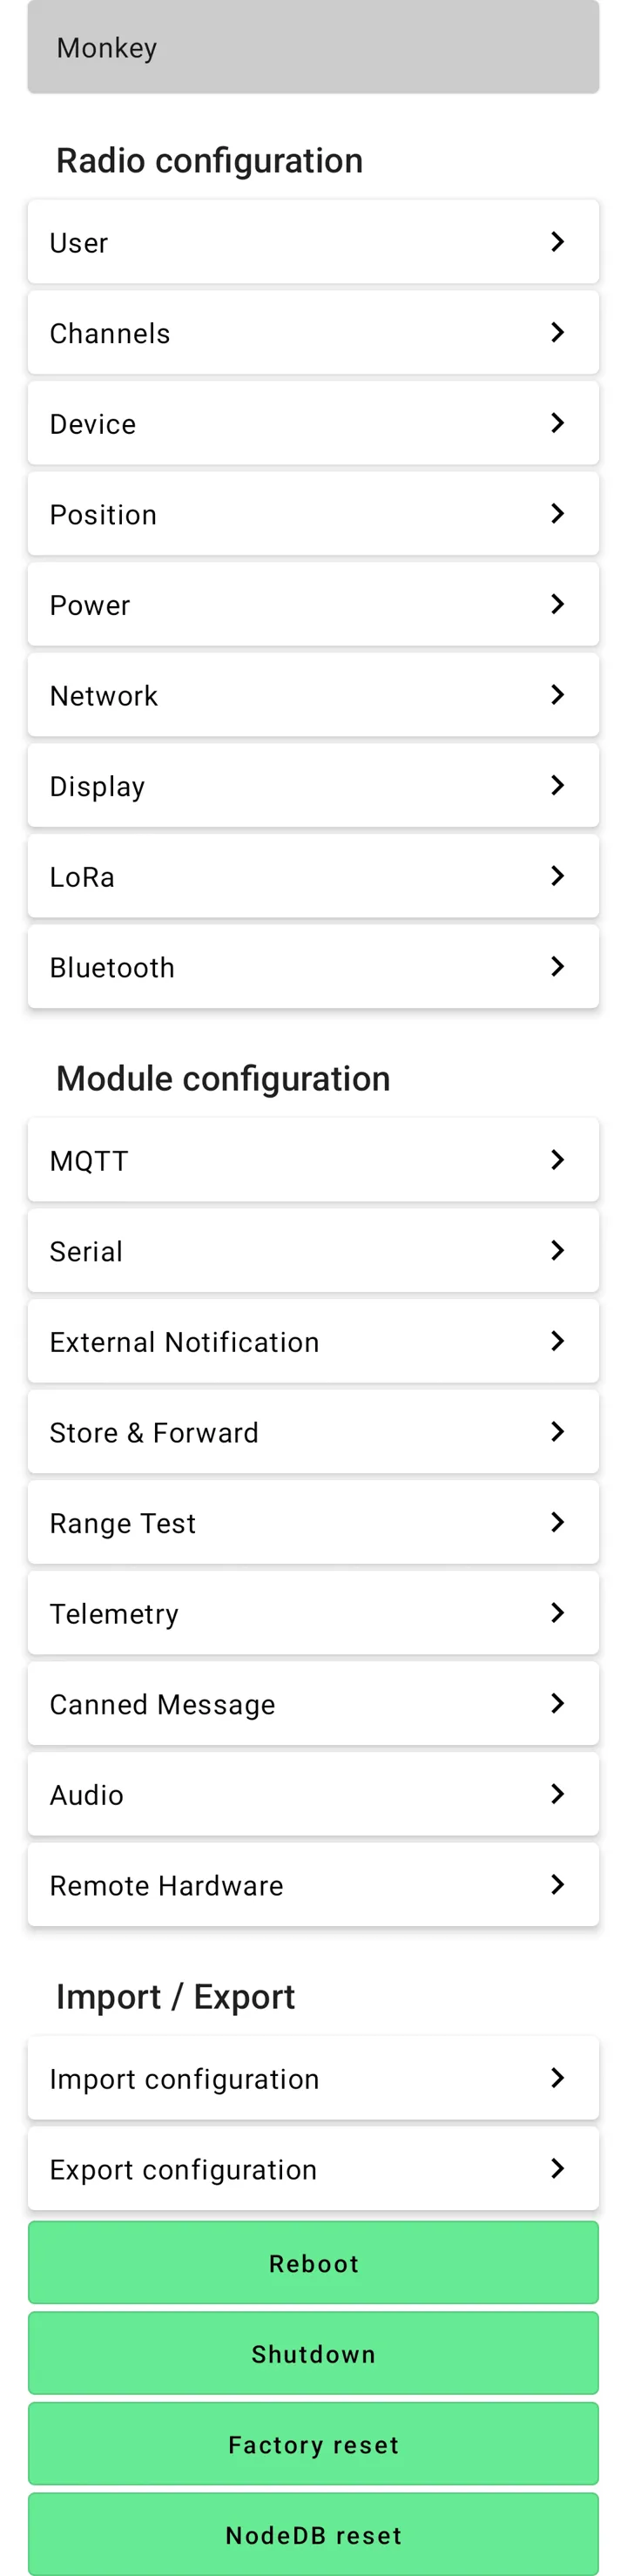 Monkey
Radio configuration
User
Channels
Device
Position
Power
Network
Display
LoRa
Bluetooth
Module configuration
MQTT
Serial
External Notification
Store & Forward
Range Test
Telemetry
Canned Message
Audio
Remote Hardware
Import / Export
Import configuration
Export configuration
Reboot
Shutdown
Factory reset
NodeDB reset